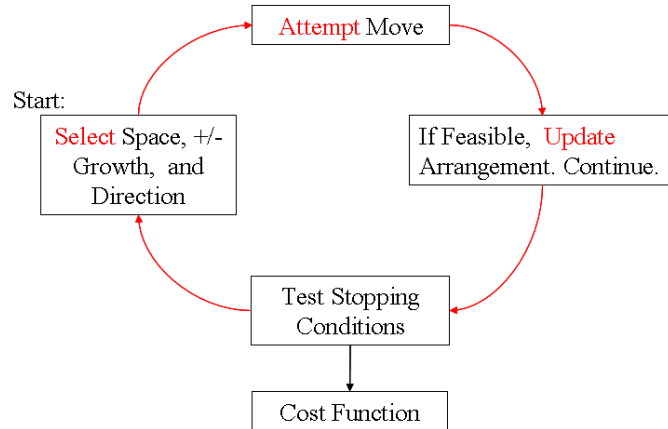 Attempt Move
Start:
Select Space, +/-
Growth, and
Direction
If Feasible, Update
Arrangement. Continue.
Test Stopping
Conditions
Cost Function